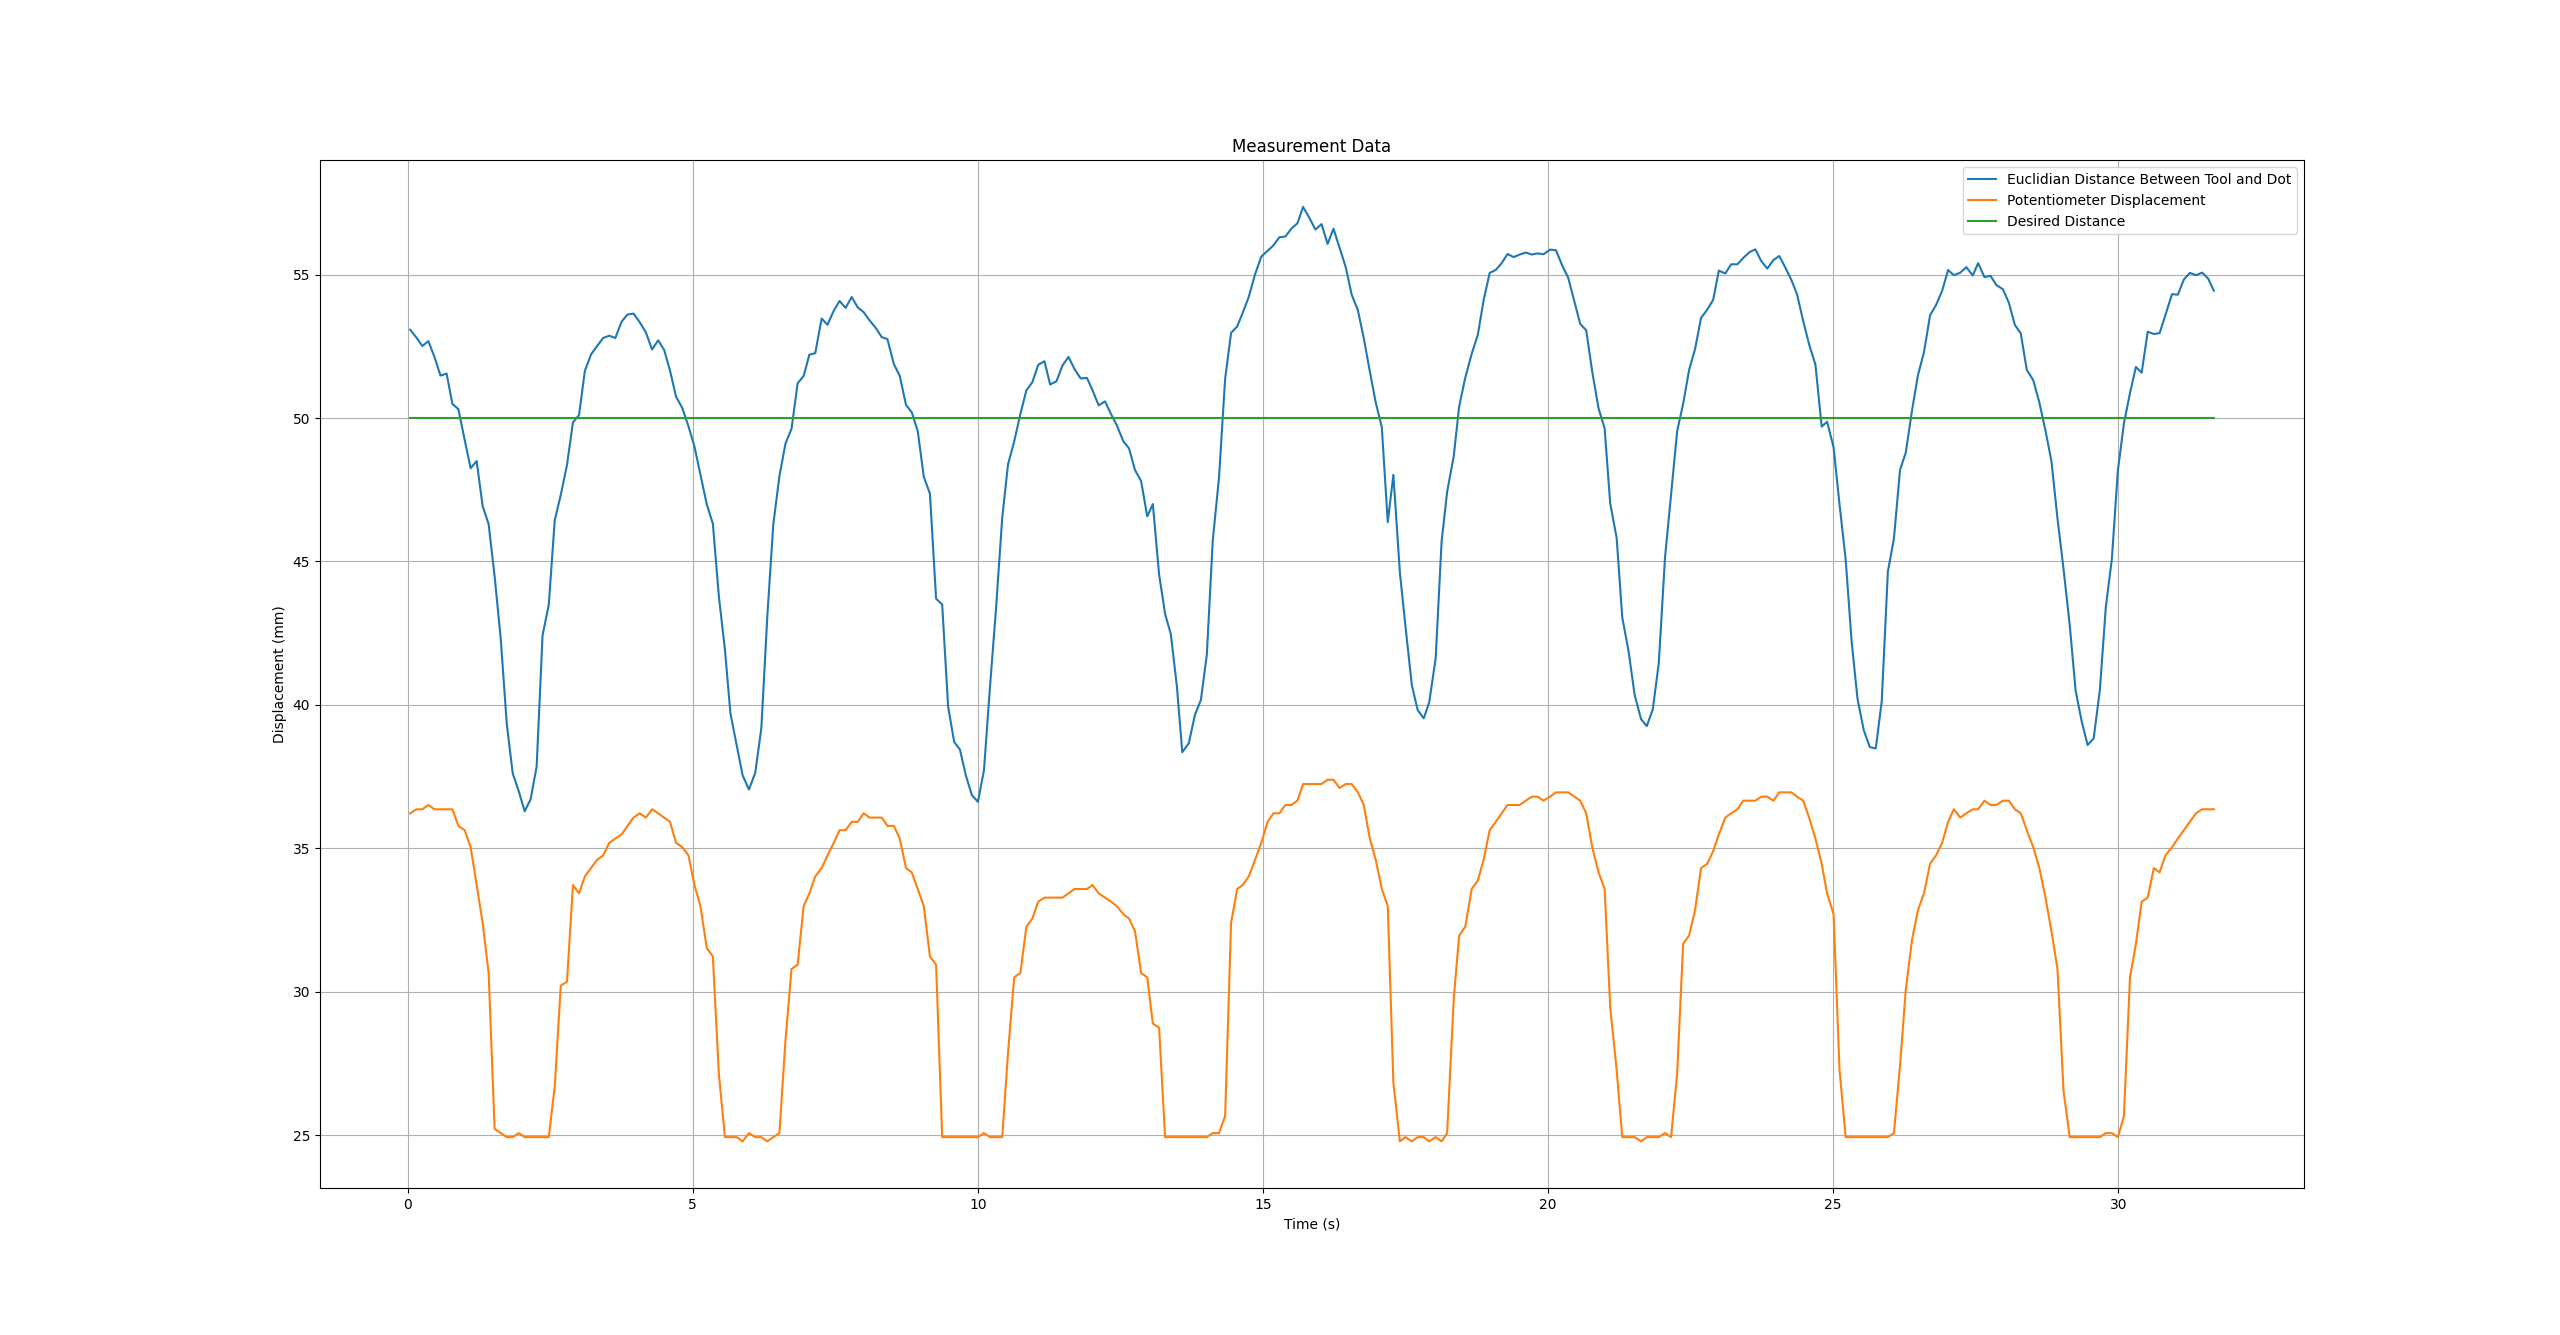 Measurement Data
Euclidian Distance Between Tool and Dot
Potentiometer Displacement
Desired Distance
55
50
45
40
35
30
25
Displacement (mm)
0 5 10 15 20 25 30
Time (s)